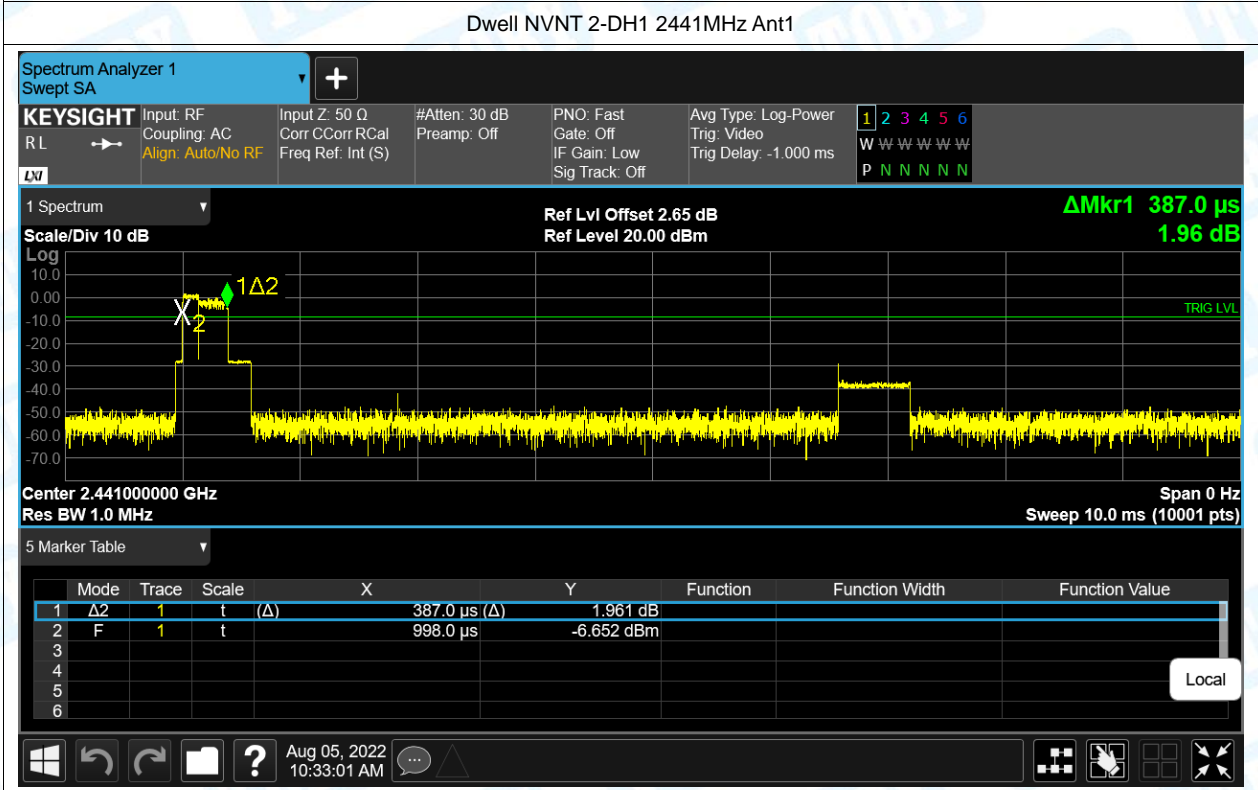 Dwell NVNT 2-DH1 2441MHz Ant1
Spectrum Analyzer 1
Swept SA
KEYSIGHT Input: RF Input Z: 50 Ω #Atten: 30 dB PNO: Fast Avg Type: Log-Power 1 2 3 4 5 6
R L Coupling: AC Corr CCorr RCal Preamp: Off Gate: Off Trig: Video W W W W W W
Align: Auto/No RF Freq Ref: Int (S) IF Gain: Low Trig Delay: -1.000 ms
LXI Sig Track: Off P N N N N N
1 Spectrum Ref Lvl Offset 2.65 dB ΔMkr1 387.0 µs
Scale/Div 10 dB Ref Level 20.00 dBm 1.96 dB
Log
10.0
1Δ2
0.00
TRIG LVL
-10.0
X2
-20.0
-30.0
-40.0
-50.0
-60.0
-70.0
Center 2.441000000 GHz Span 0 Hz
Res BW 1.0 MHz Sweep 10.0 ms (10001 pts)
5 Marker Table
Mode Trace Scale X Y Function Function Width Function Value
1 Δ2 1 t (Δ) 387.0 µs (Δ) 1.961 dB
2 F 1 t 998.0 µs -6.652 dBm
3
4
5
6
Local
? Aug 05, 2022
10:33:01 AM